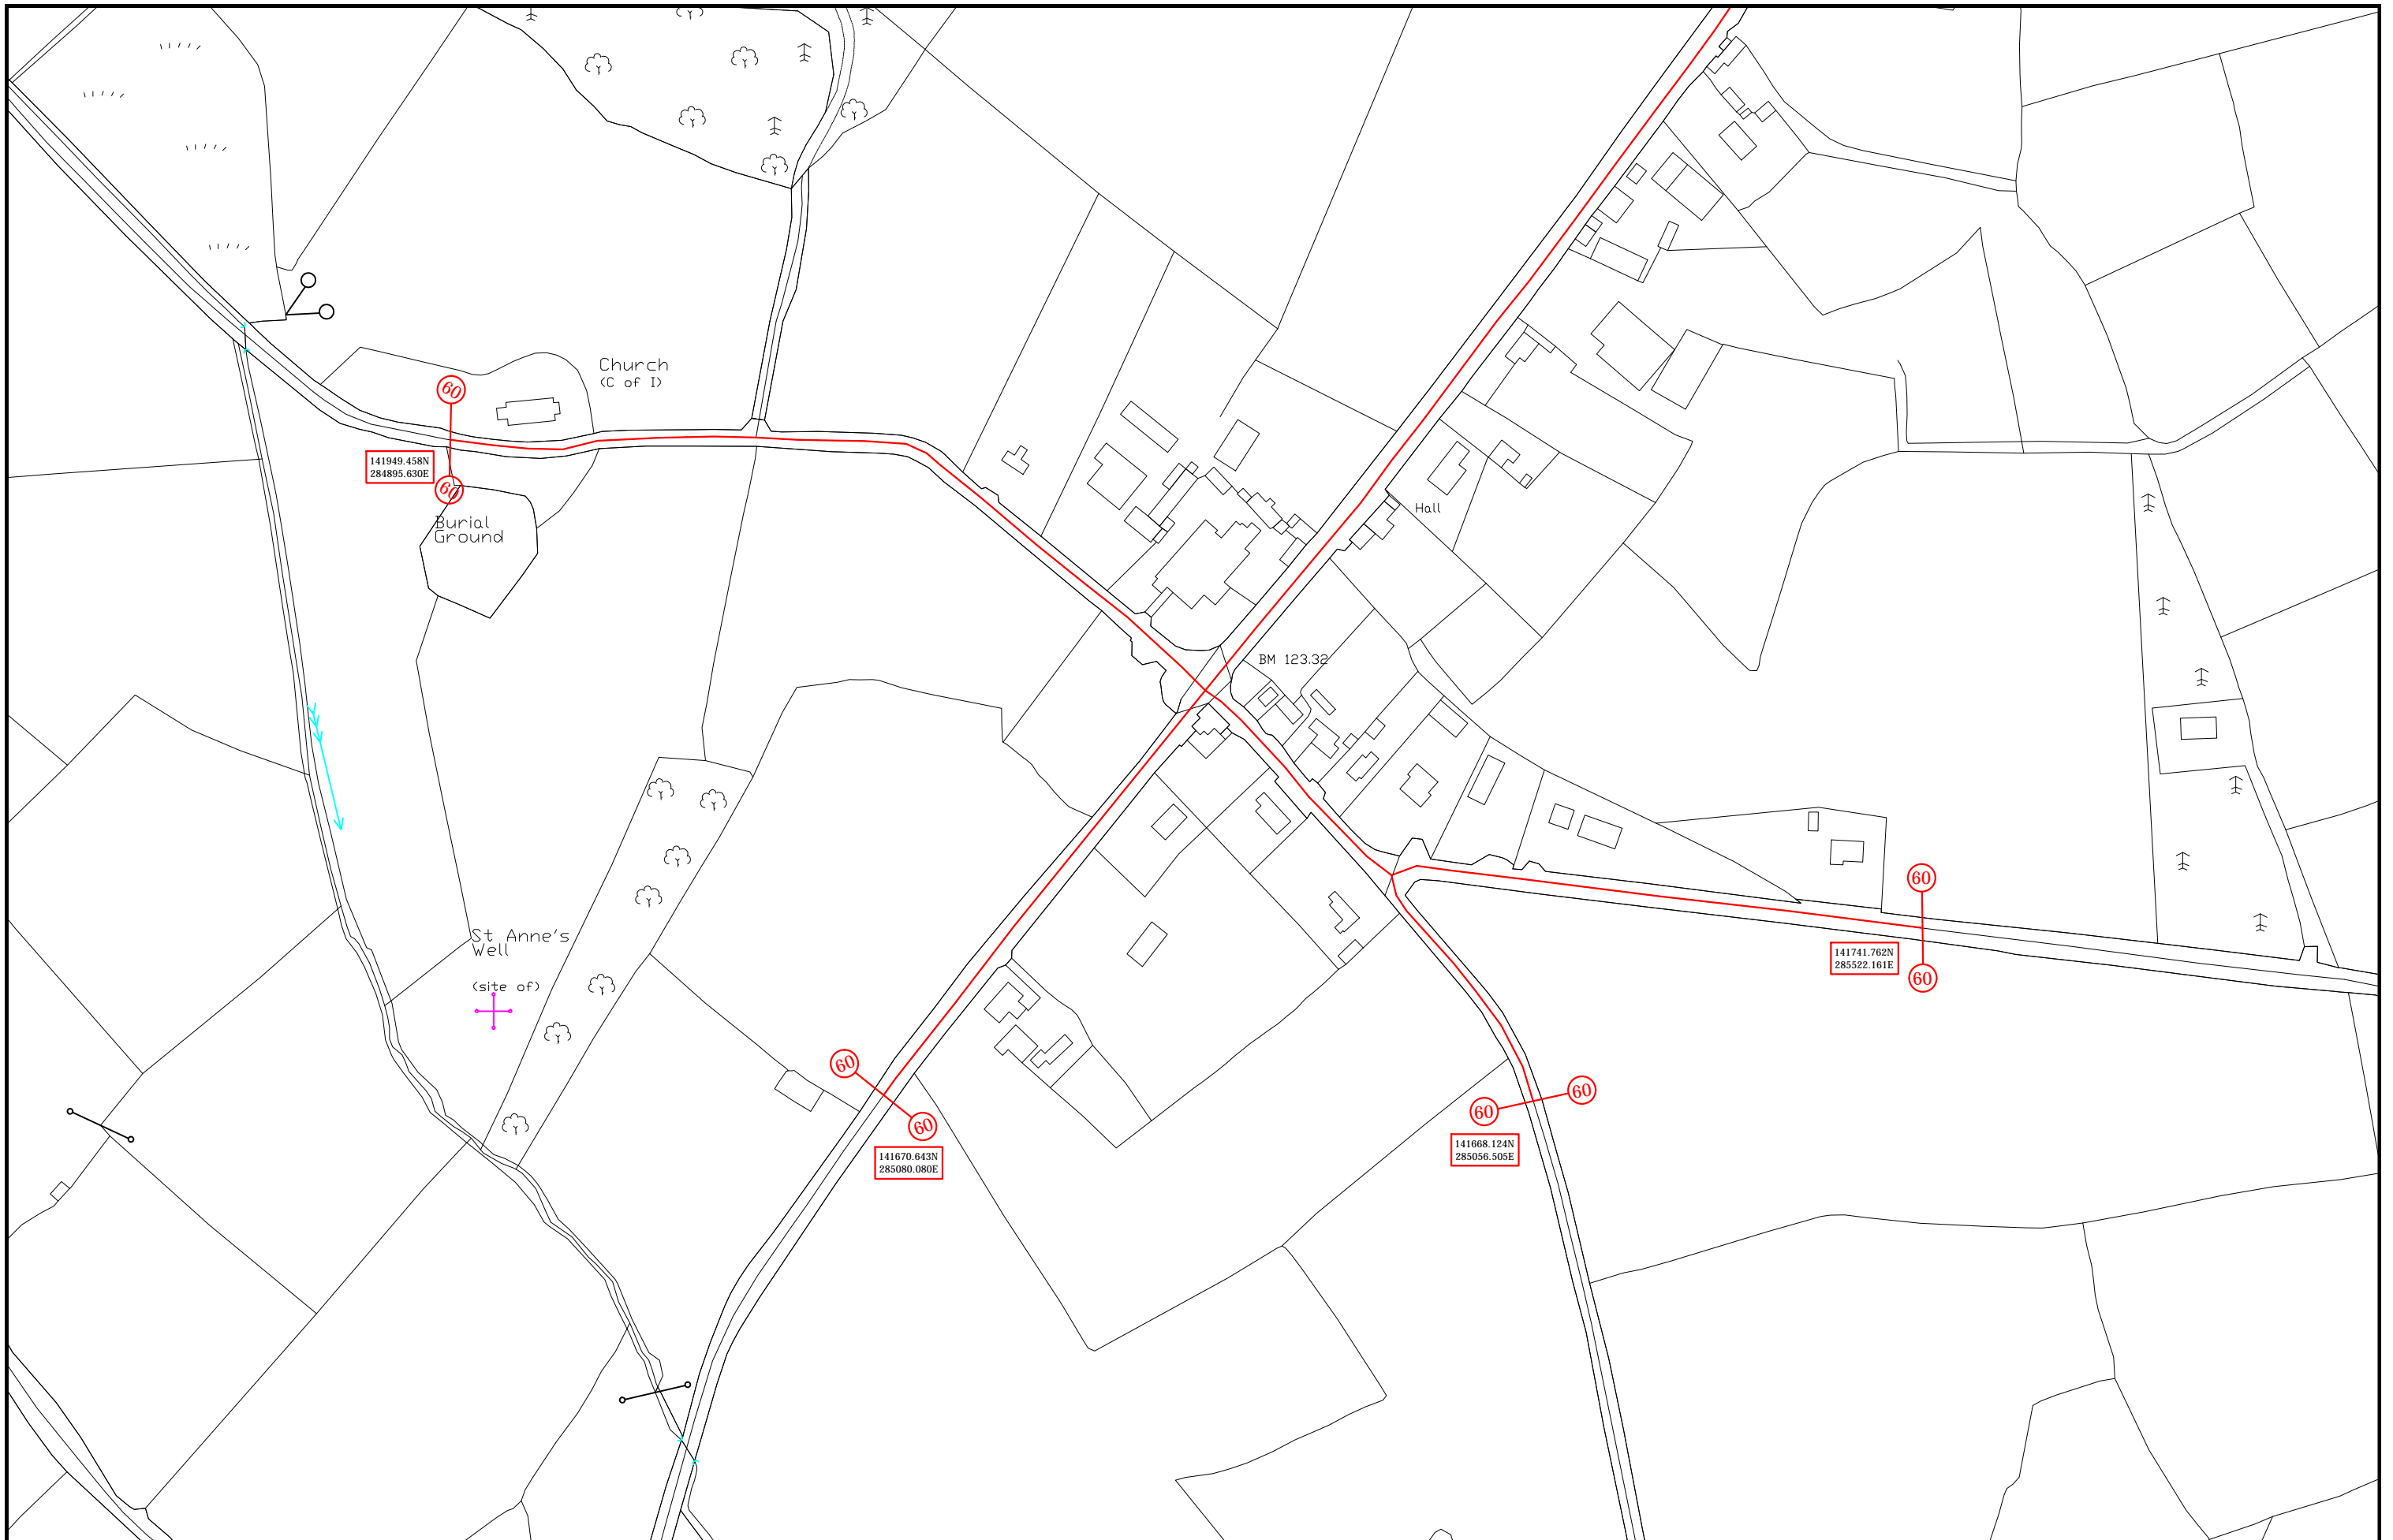 Church
(C of I)
60
141949.458N
284895.630E
60
Burial
Ground
Hall
BM 123.32
60
141741.762N
285522.161E
60
St Anne's
Well
(site of)
60
60
141670.643N
285080.080E
60
60
141668.124N
285056.505E